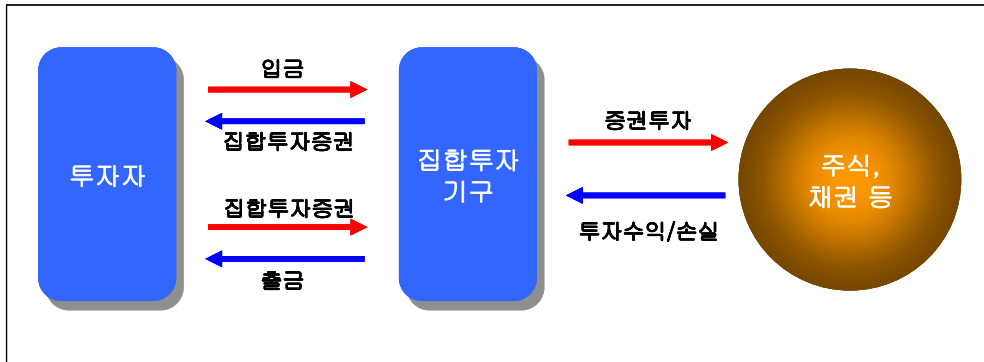 투자자
입금
집합투자증권
집합투자증권
출금
집합투자
기구
증권투자
투자수익/손실
주식,
채권 등